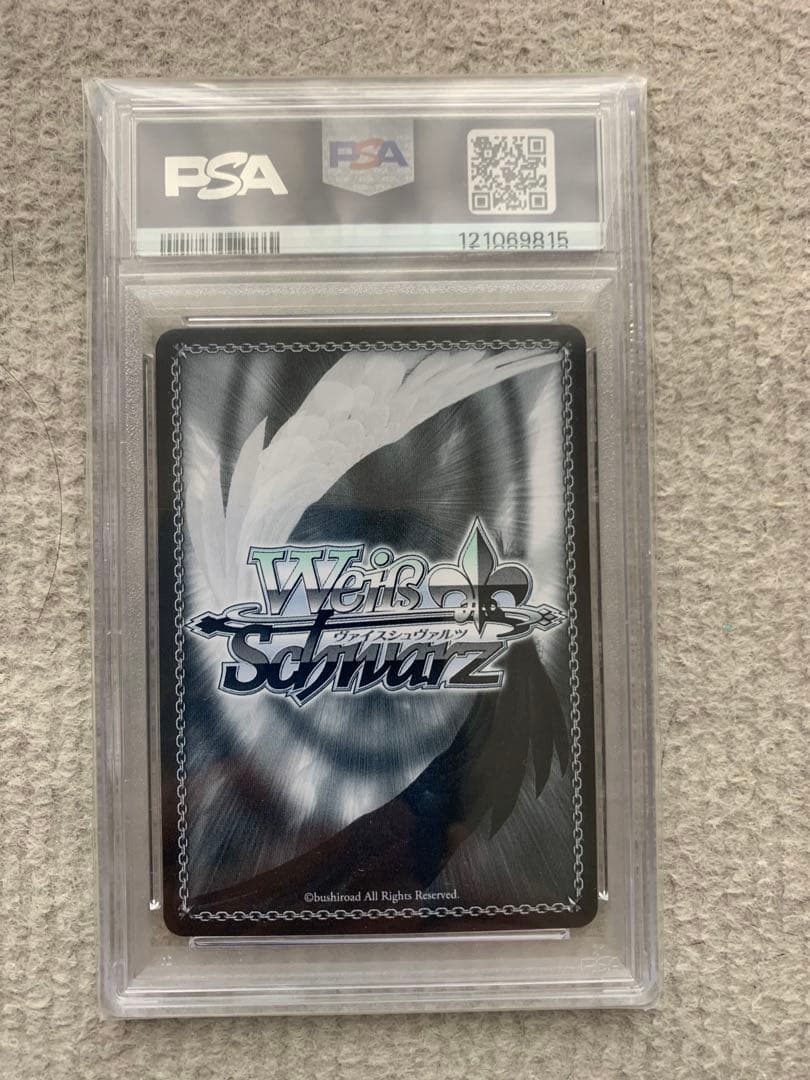 PSA
PSA
121069815
Weiß
ヴァイスシュヴァルツ
Schwarz
©bushiroad All Rights Reserved.
PSA